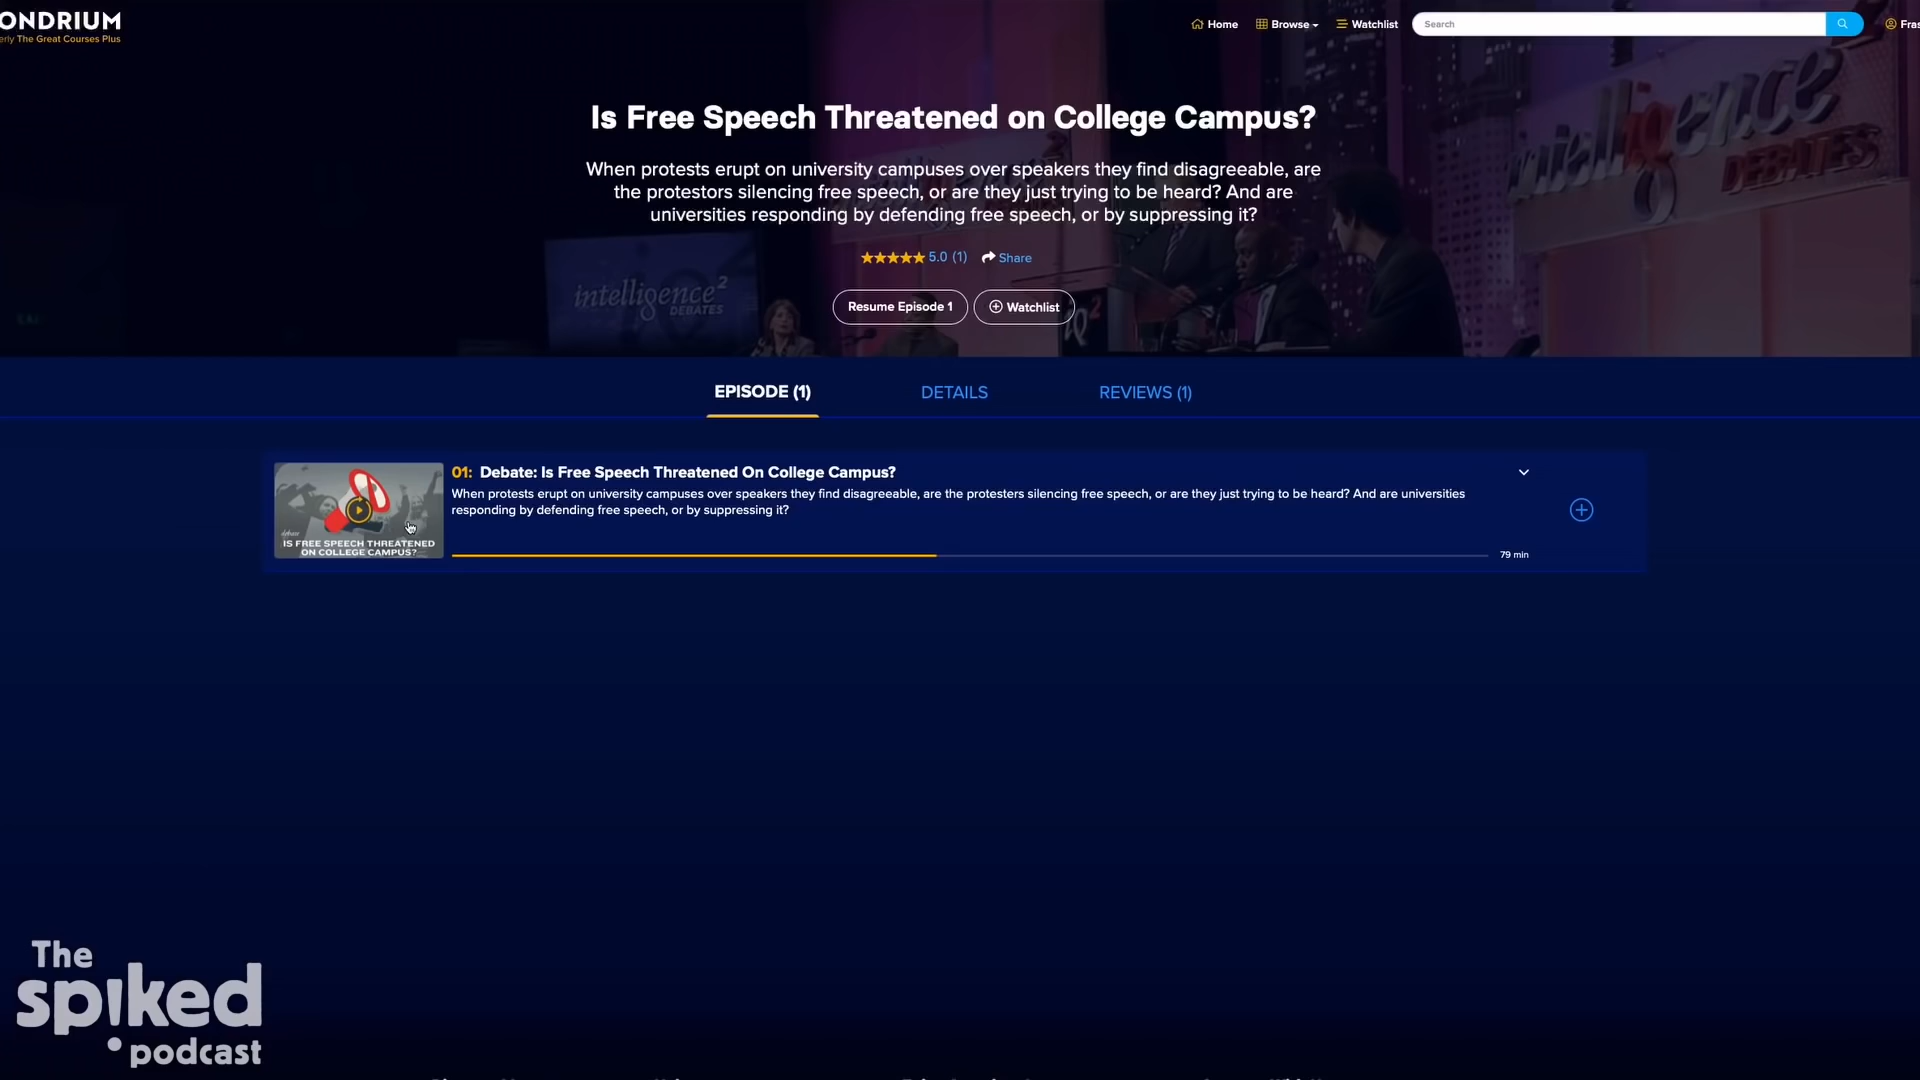 ONDRIUM
erly The Great Courses Plus
Home
Browse
Watchlist
Search
Fras
Is Free Speech Threatened on College Campus?
When protests erupt on university campuses over speakers they find disagreeable, are
the protestors silencing free speech, or are they just trying to be heard? And are
universities responding by defending free speech, or by suppressing it?
intelligence²
DEBATES
intelligence
DEBATES
5.0 (1)
Share
Resume Episode 1
Watchlist
EPISODE (1)
DETAILS
REVIEWS (1)
IS FREE SPEECH THREATENED
ON COLLEGE CAMPUS?
01: Debate: Is Free Speech Threatened On College Campus?
When protests erupt on university campuses over speakers they find disagreeable, are the protesters silencing free speech, or are they just trying to be heard? And are universities
responding by defending free speech, or by suppressing it?
79 min
The
spiked
podcast